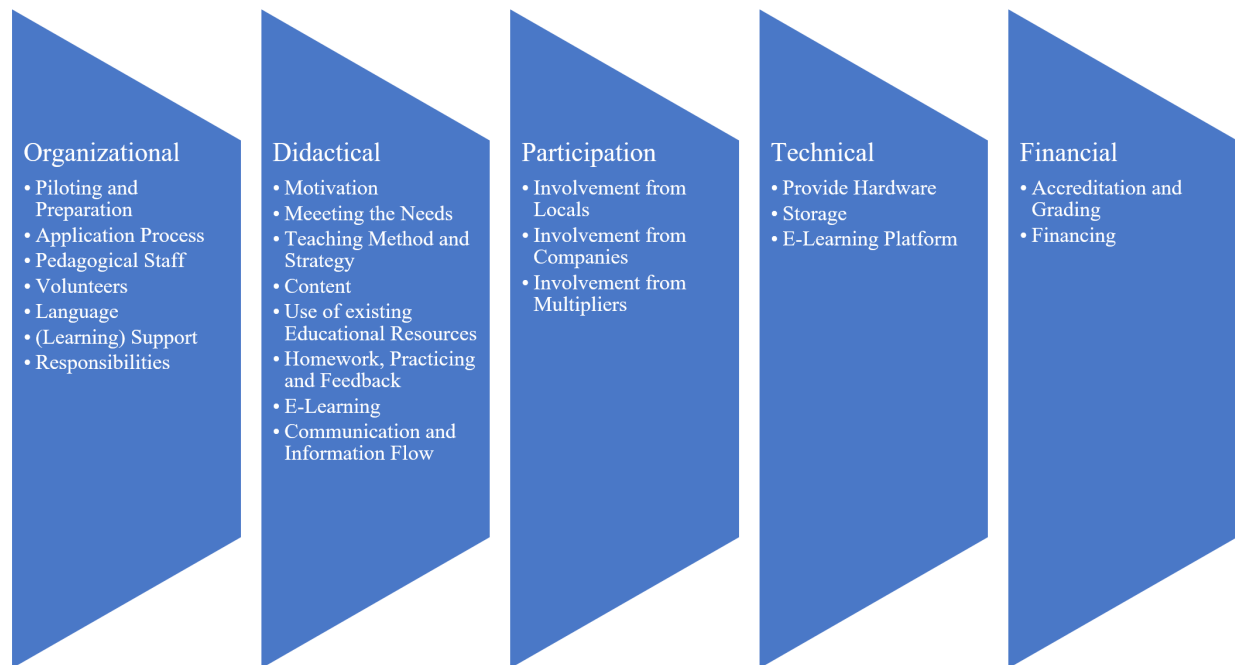 Organizational
• Piloting and
Preparation
• Application Process
• Pedagogical Staff
• Volunteers
• Language
• (Learning) Support
• Responsibilities
Didactical
• Motivation
• Meeeting the Needs
• Teaching Method and
Strategy
• Content
• Use of existing
Educational Resources
• Homework, Practicing
and Feedback
• E-Learning
• Communication and
Information Flow
Participation
• Involvement from
Locals
• Involvement from
Companies
• Involvement from
Multipliers
Technical
• Provide Hardware
• Storage
• E-Learning Platform
Financial
• Accreditation and
Grading
• Financing